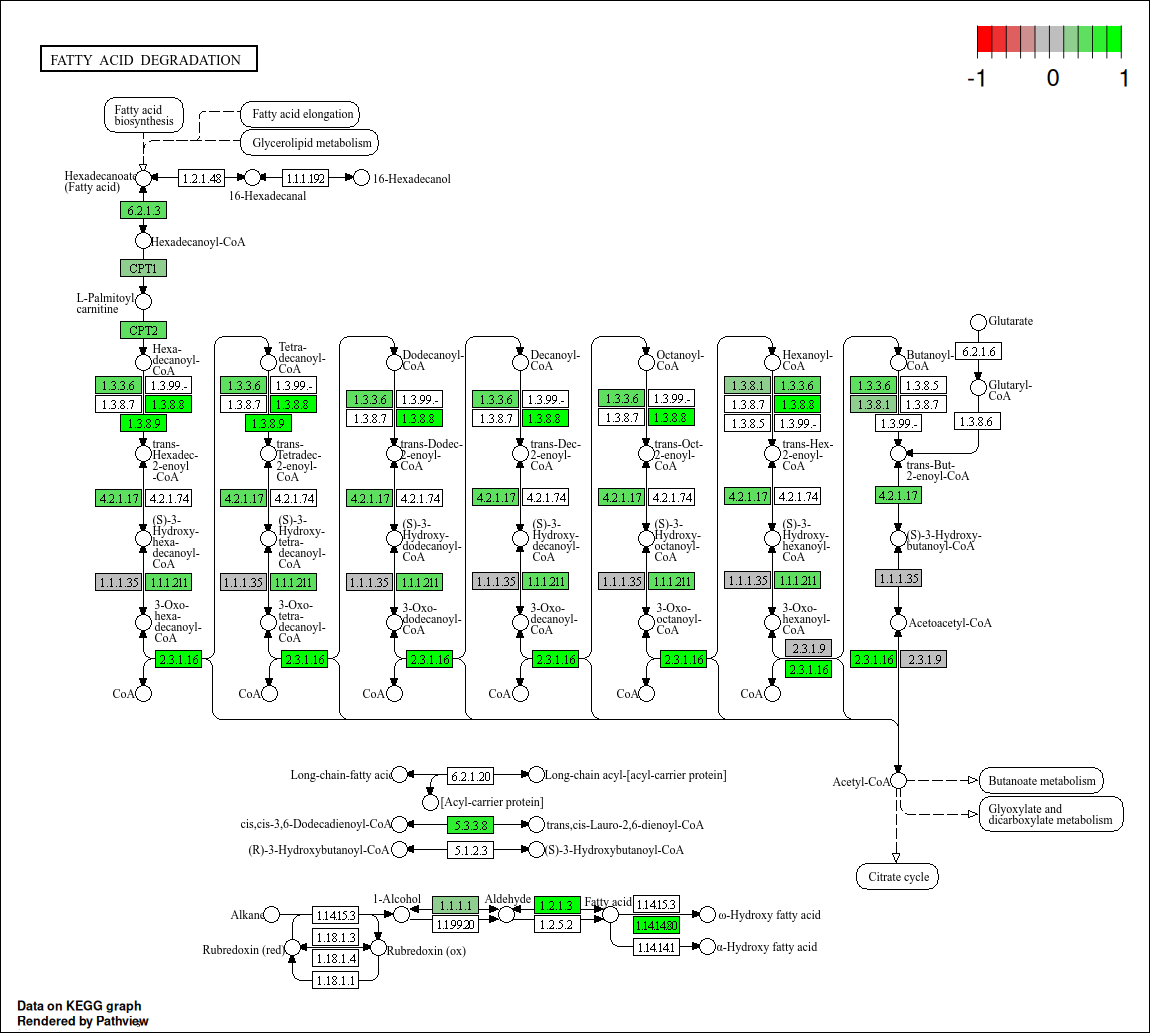 FATTY ACID DEGRADATION
-1 0 1
Fatty acid
biosynthesis
Fatty acid elongation
Glycerolipid metabolism
Hexadecanoate
(Fatty acid)
1.2.1.48
1.1.1.192
16-Hexadecanol
16-Hexadecanal
6.2.1.3
Hexadecanoyl-CoA
CPT1
L-Palmitoyl
carnitine
CPT2
Glutarate
6.2.1.6
Glutaryl-
CoA
1.3.8.6
Hexa-
decanoyl-
CoA
1.3.3.6 1.3.99.-
1.3.8.7 1.3.8.8
1.3.8.9
trans-
Hexadec-
2-enoyl
-CoA
4.2.1.17 4.2.1.74
(S)-3-
Hydroxy-
hexa-
decanoyl-
CoA
1.1.1.35 1.1.1.211
3-Oxo-
hexa-
decanoyl-
CoA
2.3.1.16
CoA
Tetra-
decanoyl-
CoA
1.3.3.6 1.3.99.-
1.3.8.7 1.3.8.8
1.3.8.9
trans-
Tetradec-
2-enoyl-
CoA
4.2.1.17 4.2.1.74
(S)-3-
Hydroxy-
tetra-
decanoyl-
CoA
1.1.1.35 1.1.1.211
3-Oxo-
tetra-
decanoyl-
CoA
2.3.1.16
CoA
Dodecanoyl-
CoA
1.3.3.6 1.3.99.-
1.3.8.7 1.3.8.8
trans-Dodec-
2-enoyl-
CoA
4.2.1.17 4.2.1.74
(S)-3-
Hydroxy-
dodecanoyl-
CoA
1.1.1.35 1.1.1.211
3-Oxo-
dodecanoyl-
CoA
2.3.1.16
CoA
Decanoyl-
CoA
1.3.3.6 1.3.99.-
1.3.8.7 1.3.8.8
trans-Dec-
2-enoyl-
CoA
4.2.1.17 4.2.1.74
(S)-3-
Hydroxy-
decanoyl-
CoA
1.1.1.35 1.1.1.211
3-Oxo-
decanoyl-
CoA
2.3.1.16
CoA
Octanoyl-
CoA
1.3.3.6 1.3.99.-
1.3.8.7 1.3.8.8
trans-Oct-
2-enoyl-
CoA
4.2.1.17 4.2.1.74
(S)-3-
Hydroxy-
octanoyl-
CoA
1.1.1.35 1.1.1.211
3-Oxo-
octanoyl-
CoA
2.3.1.16
CoA
Hexanoyl-
CoA
1.3.8.1 1.3.3.6
1.3.8.7 1.3.8.8
1.3.8.5 1.3.99.-
trans-Hex-
2-enoyl-
CoA
4.2.1.17 4.2.1.74
(S)-3-
Hydroxy-
hexanoyl-
CoA
1.1.1.35 1.1.1.211
3-Oxo-
hexanoyl-
CoA
2.3.1.9
2.3.1.16
CoA
Butanoyl-
CoA
1.3.3.6 1.3.8.5
1.3.8.1 1.3.8.7
1.3.99.-
trans-But-
2-enoyl-CoA
4.2.1.17
(S)-3-Hydroxy-
butanoyl-CoA
1.1.1.35
Acetoacetyl-CoA
2.3.1.16 2.3.1.9
Acetyl-CoA
Butanoate metabolism
Glyoxylate and
dicarboxylate metabolism
Citrate cycle
Long-chain-fatty acid
6.2.1.20
Long-chain acyl-[acyl-carrier protein]
[Acyl-carrier protein]
cis,cis-3,6-Dodecadienoyl-CoA
5.3.3.8
trans,cis-Lauro-2,6-dienoyl-CoA
(R)-3-Hydroxybutanoyl-CoA
5.1.2.3
(S)-3-Hydroxybutanoyl-CoA
Alkane
1.14.15.3
1-Alcohol
1.1.1.1
1.1.99.20
Aldehyde
1.2.1.3
1.2.5.2
Fatty acid
1.14.15.3
1.14.14.80
1.14.14.1
ω-Hydroxy fatty acid
α-Hydroxy fatty acid
Rubredoxin (red)
1.18.1.3
1.18.1.4
1.18.1.1
Rubredoxin (ox)
Data on KEGG graph
Rendered by Pathview